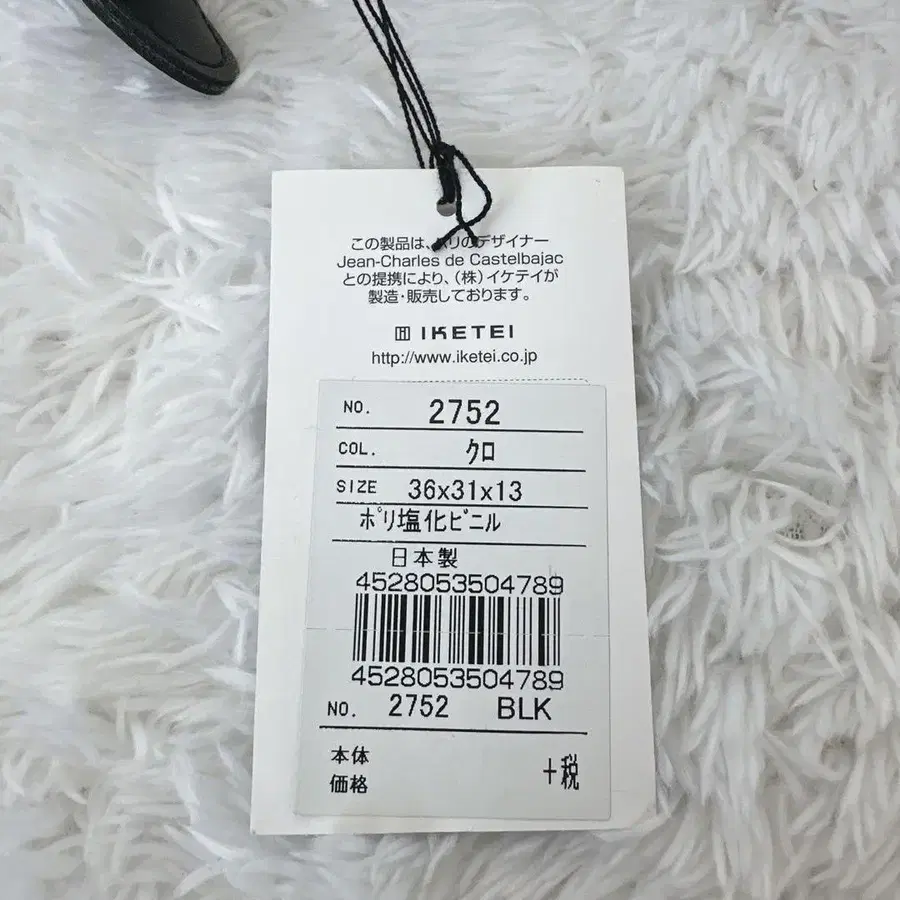 この製品は、パリのデザイナー
Jean-Charles de Castelbajac
との提携により、(株)イケテイが
製造・販売しております。
IKETEI
http://www.iketei.co.jp
NO. 2752
COL. クロ
SIZE 36x31x13
ポリ塩化ビニル
日本製
4528053504789
4528053504789
NO. 2752 BLK
本体
価格 +税